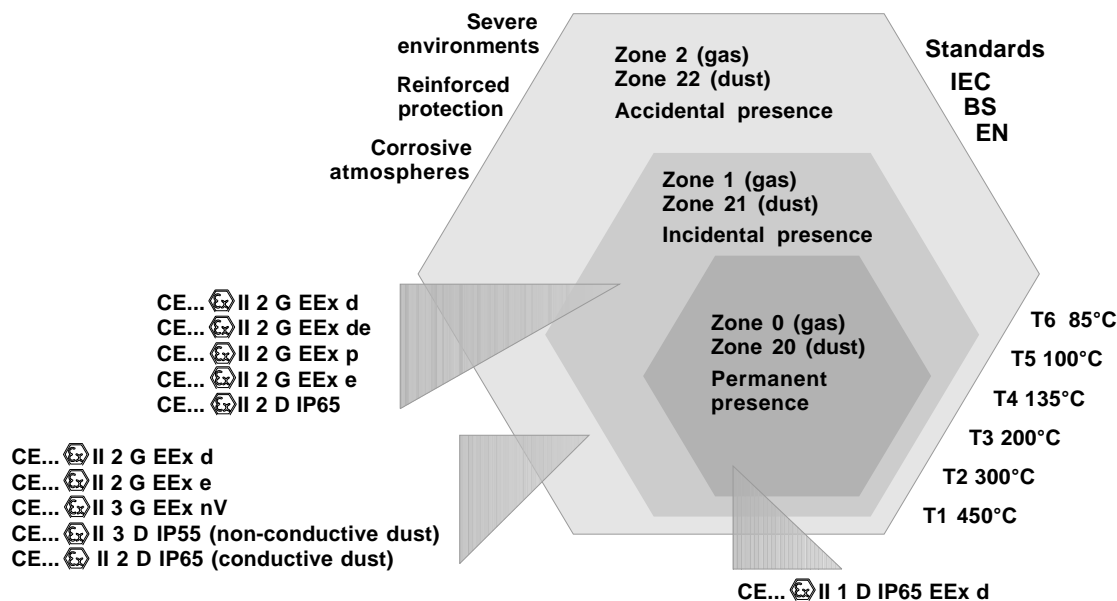 Severe
environments
Reinforced
protection
Corrosive
atmospheres
Zone 2 (gas)
Zone 22 (dust)
Accidental presence
Standards
IEC
BS
EN
Zone 1 (gas)
Zone 21 (dust)
Incidental presence
Zone 0 (gas)
Zone 20 (dust)
Permanent
presence
CE... Ex II 2 G EEx d
CE... Ex II 2 G EEx de
CE... Ex II 2 G EEx p
CE... Ex II 2 G EEx e
CE... Ex II 2 D IP65
T6 85°C
T5 100°C
T4 135°C
T3 200°C
T2 300°C
T1 450°C
CE... Ex II 2 G EEx d
CE... Ex II 2 G EEx e
CE... Ex II 3 G EEx nV
CE... Ex II 3 D IP55 (non-conductive dust)
CE... Ex II 2 D IP65 (conductive dust)
CE... Ex II 1 D IP65 EEx d